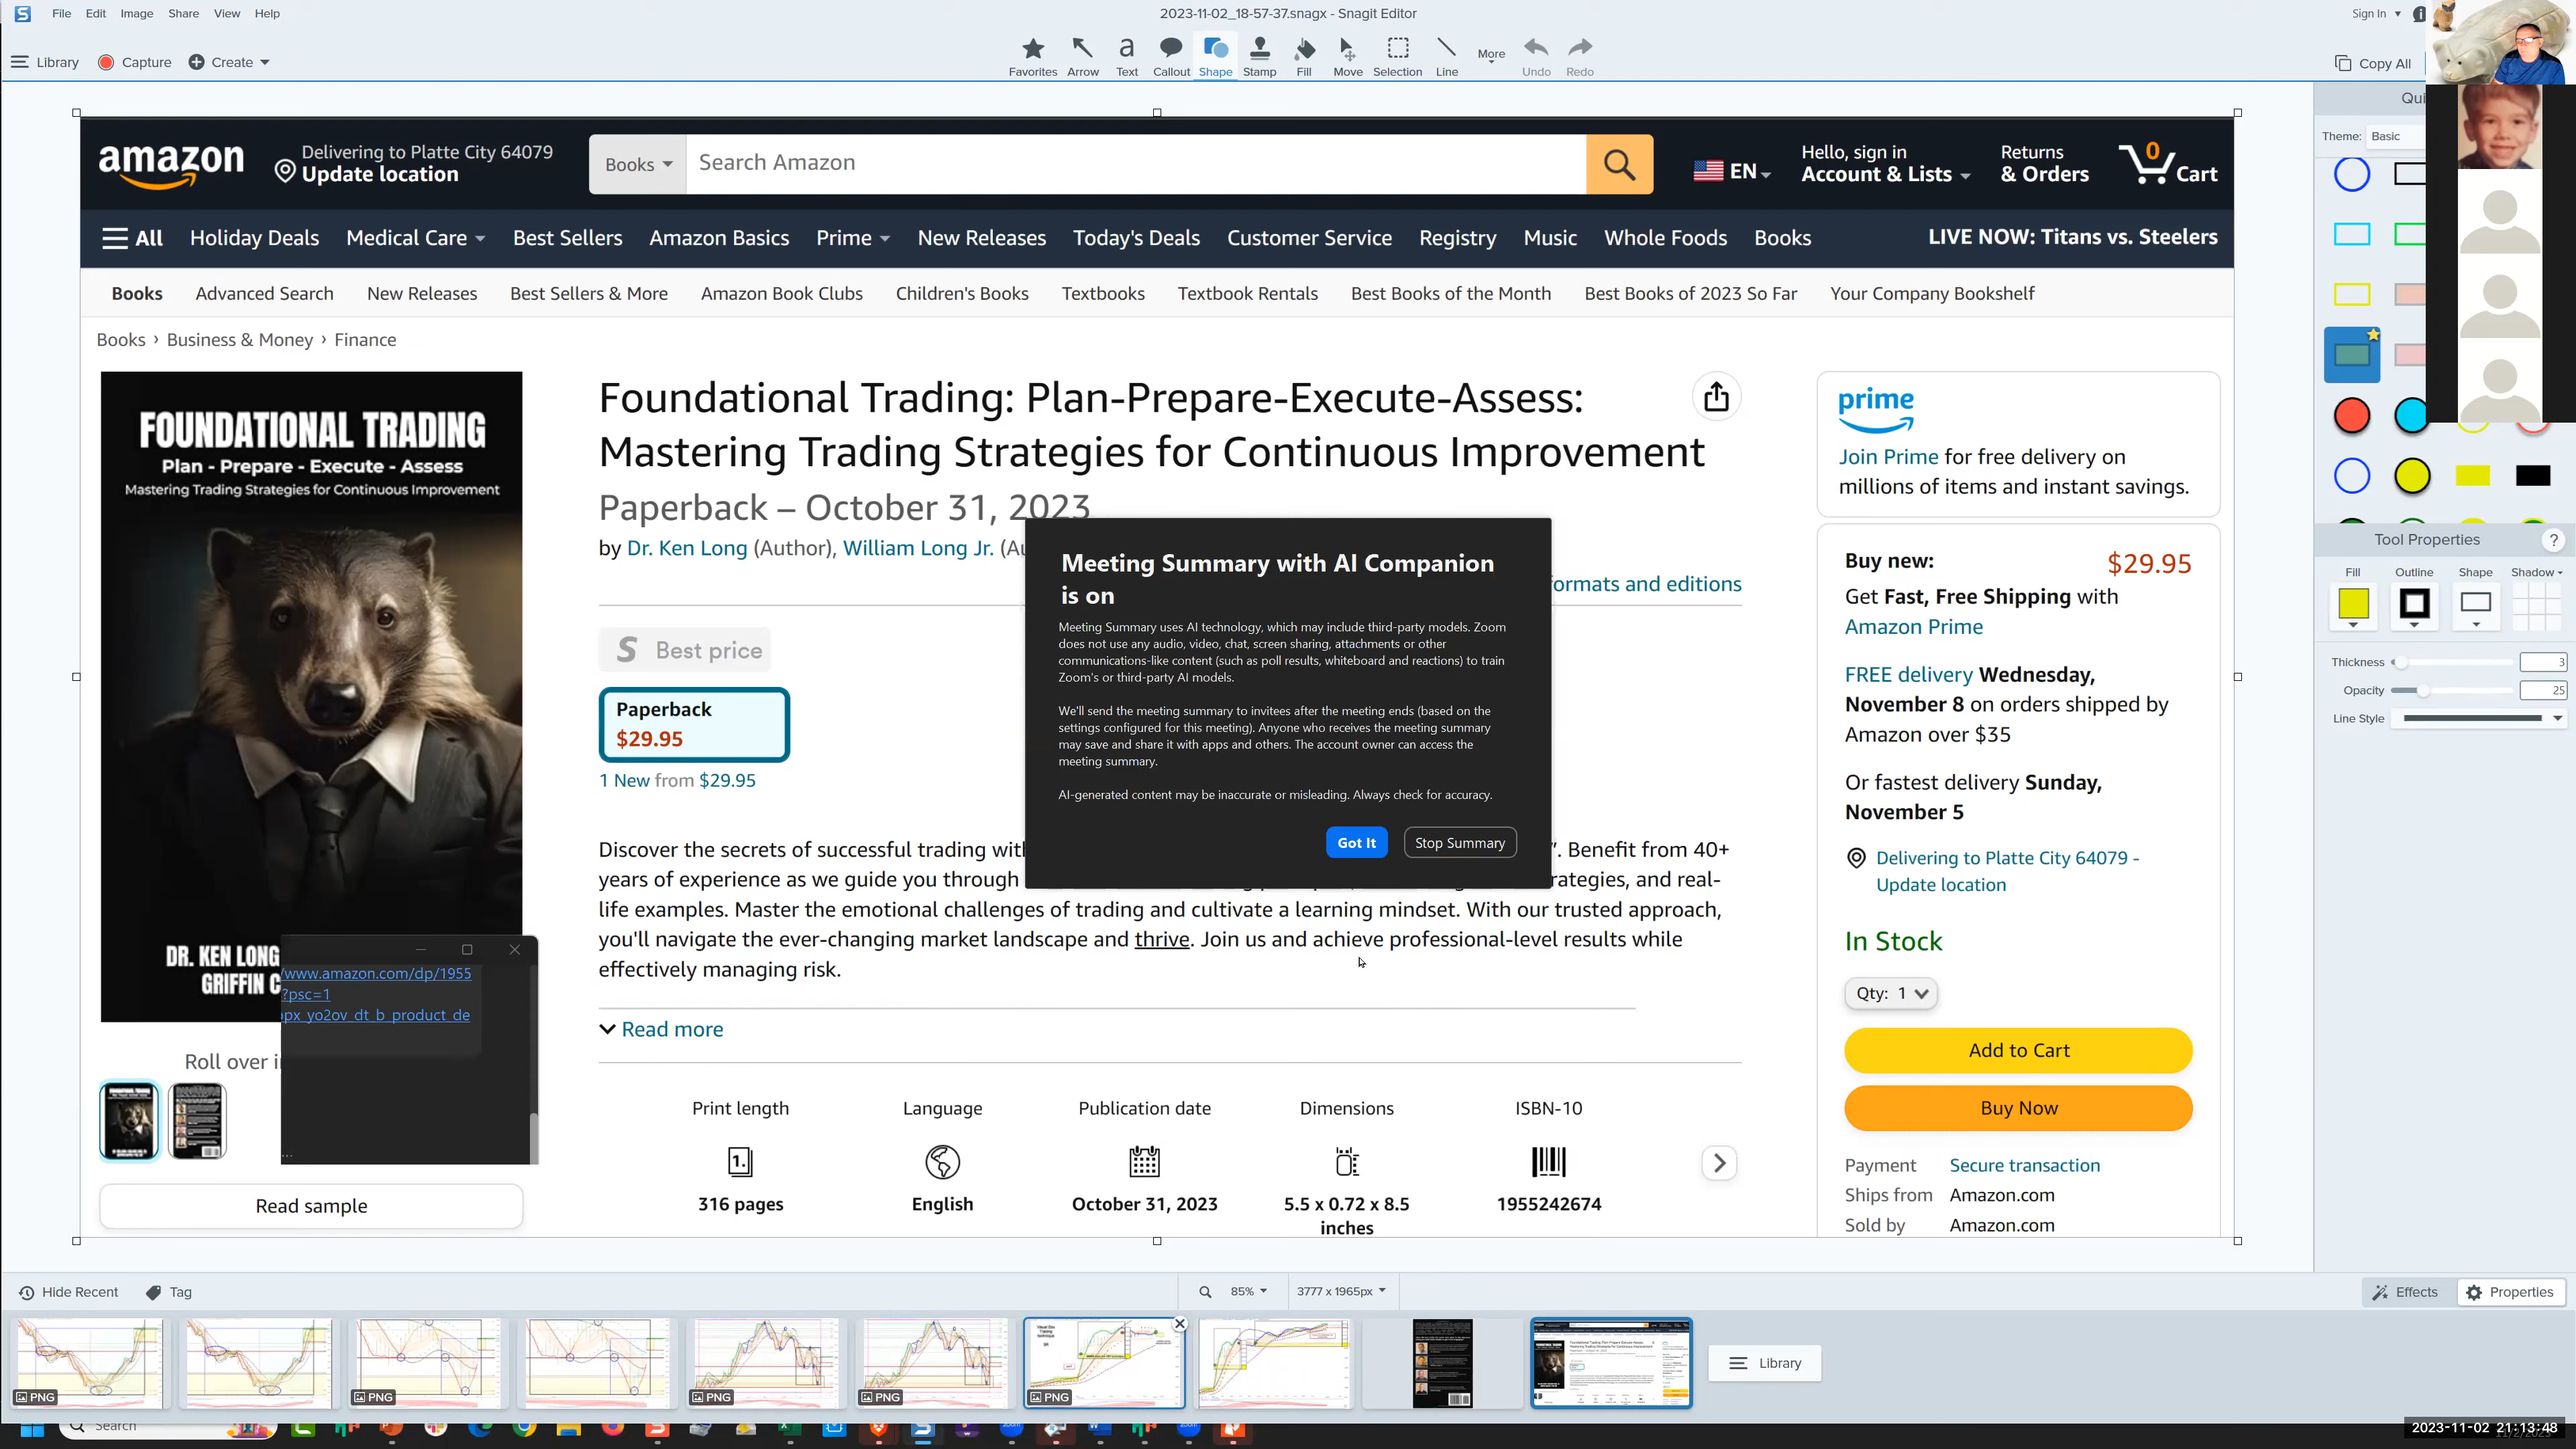 File Edit Image Share View Help
2023-11-02_18-57-37.snagx - Snagit Editor
Sign In
Library Capture Create
Favorites Arrow Text Callout Shape Stamp Fill Move Selection Line More Undo Redo
Copy All
amazon
Delivering to Platte City 64079
Update location
Books
Search Amazon
EN
Hello, sign in
Account & Lists
Returns
& Orders
0
Cart
All Holiday Deals Medical Care Best Sellers Amazon Basics Prime New Releases Today's Deals Customer Service Registry Music Whole Foods Books
LIVE NOW: Titans vs. Steelers
Books Advanced Search New Releases Best Sellers & More Amazon Book Clubs Children's Books Textbooks Textbook Rentals Best Books of the Month Best Books of 2023 So Far Your Company Bookshelf
Books › Business & Money › Finance
FOUNDATIONAL TRADING
Plan - Prepare - Execute - Assess
Mastering Trading Strategies for Continuous Improvement
DR. KEN LONG
GRIFFIN
/www.amazon.com/dp/1955
?psc=1
px_yo2ov_dt_b_product_de
...
Roll over
Read sample
Foundational Trading: Plan-Prepare-Execute-Assess:
Mastering Trading Strategies for Continuous Improvement
Paperback – October 31, 2023
by Dr. Ken Long (Author), William Long Jr.
formats and editions
S Best price
Paperback
$29.95
1 New from $29.95
Meeting Summary with AI Companion
is on
Meeting Summary uses AI technology, which may include third-party models. Zoom
does not use any audio, video, chat, screen sharing, attachments or other
communications-like content (such as poll results, whiteboard and reactions) to train
Zoom's or third-party AI models.
We'll send the meeting summary to invitees after the meeting ends (based on the
settings configured for this meeting). Anyone who receives the meeting summary
may save and share it with apps and others. The account owner can access the
meeting summary.
AI-generated content may be inaccurate or misleading. Always check for accuracy.
Got It Stop Summary
Discover the secrets of successful trading ". Benefit from 40+
years of experience as we guide you through and real-
life examples. Master the emotional challenges of trading and cultivate a learning mindset. With our trusted approach,
you'll navigate the ever-changing market landscape and thrive. Join us and achieve professional-level results while
effectively managing risk.
Read more
Print length Language Publication date Dimensions ISBN-10
1.
316 pages English October 31, 2023 5.5 x 0.72 x 8.5 1955242674
inches
prime
Join Prime for free delivery on
millions of items and instant savings.
Buy new: $29.95
Get Fast, Free Shipping with
Amazon Prime
FREE delivery Wednesday,
November 8 on orders shipped by
Amazon over $35
Or fastest delivery Sunday,
November 5
Delivering to Platte City 64079 -
Update location
In Stock
Qty: 1
Add to Cart
Buy Now
Payment Secure transaction
Ships from Amazon.com
Sold by Amazon.com
Theme: Basic
Tool Properties ?
Fill Outline Shape Shadow
Thickness 3
Opacity 25
Line Style
Hide Recent Tag
85% 3777 x 1965px
Effects Properties
PNG PNG PNG PNG PNG
Library
Search
2023-11-02 21:13:48